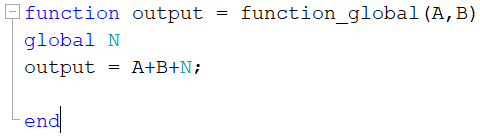 function output = function_global(A,B)
global N
output = A+B+N;
end